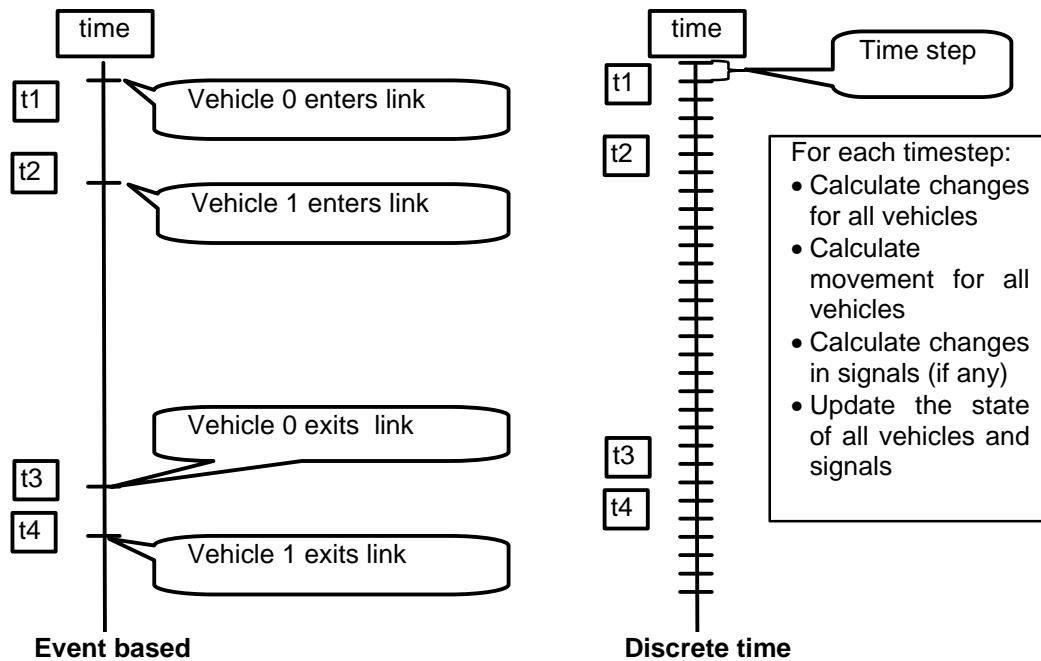 time
t1
Vehicle 0 enters link
t2
Vehicle 1 enters link
Vehicle 0 exits link
t3
t4
Vehicle 1 exits link
Event based
time
Time step
t1
t2
For each timestep:
• Calculate changes
for all vehicles
• Calculate
movement for all
vehicles
• Calculate changes
in signals (if any)
• Update the state
of all vehicles and
signals
t3
t4
Discrete time